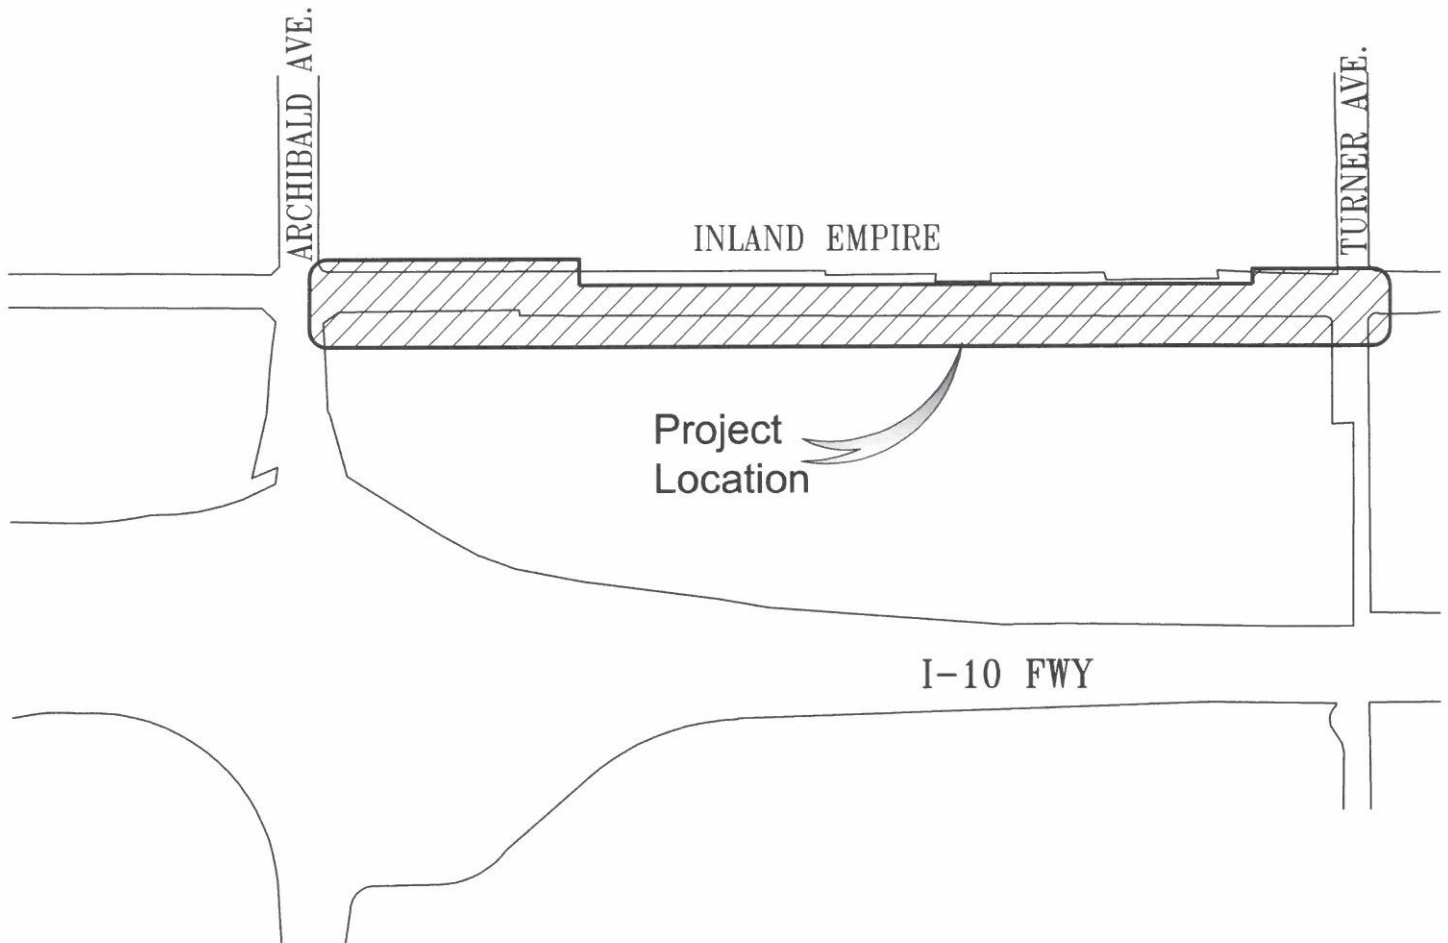 ARCHIBALD AVE.
TURNER AVE.
INLAND EMPIRE
Project
Location
I-10 FWY